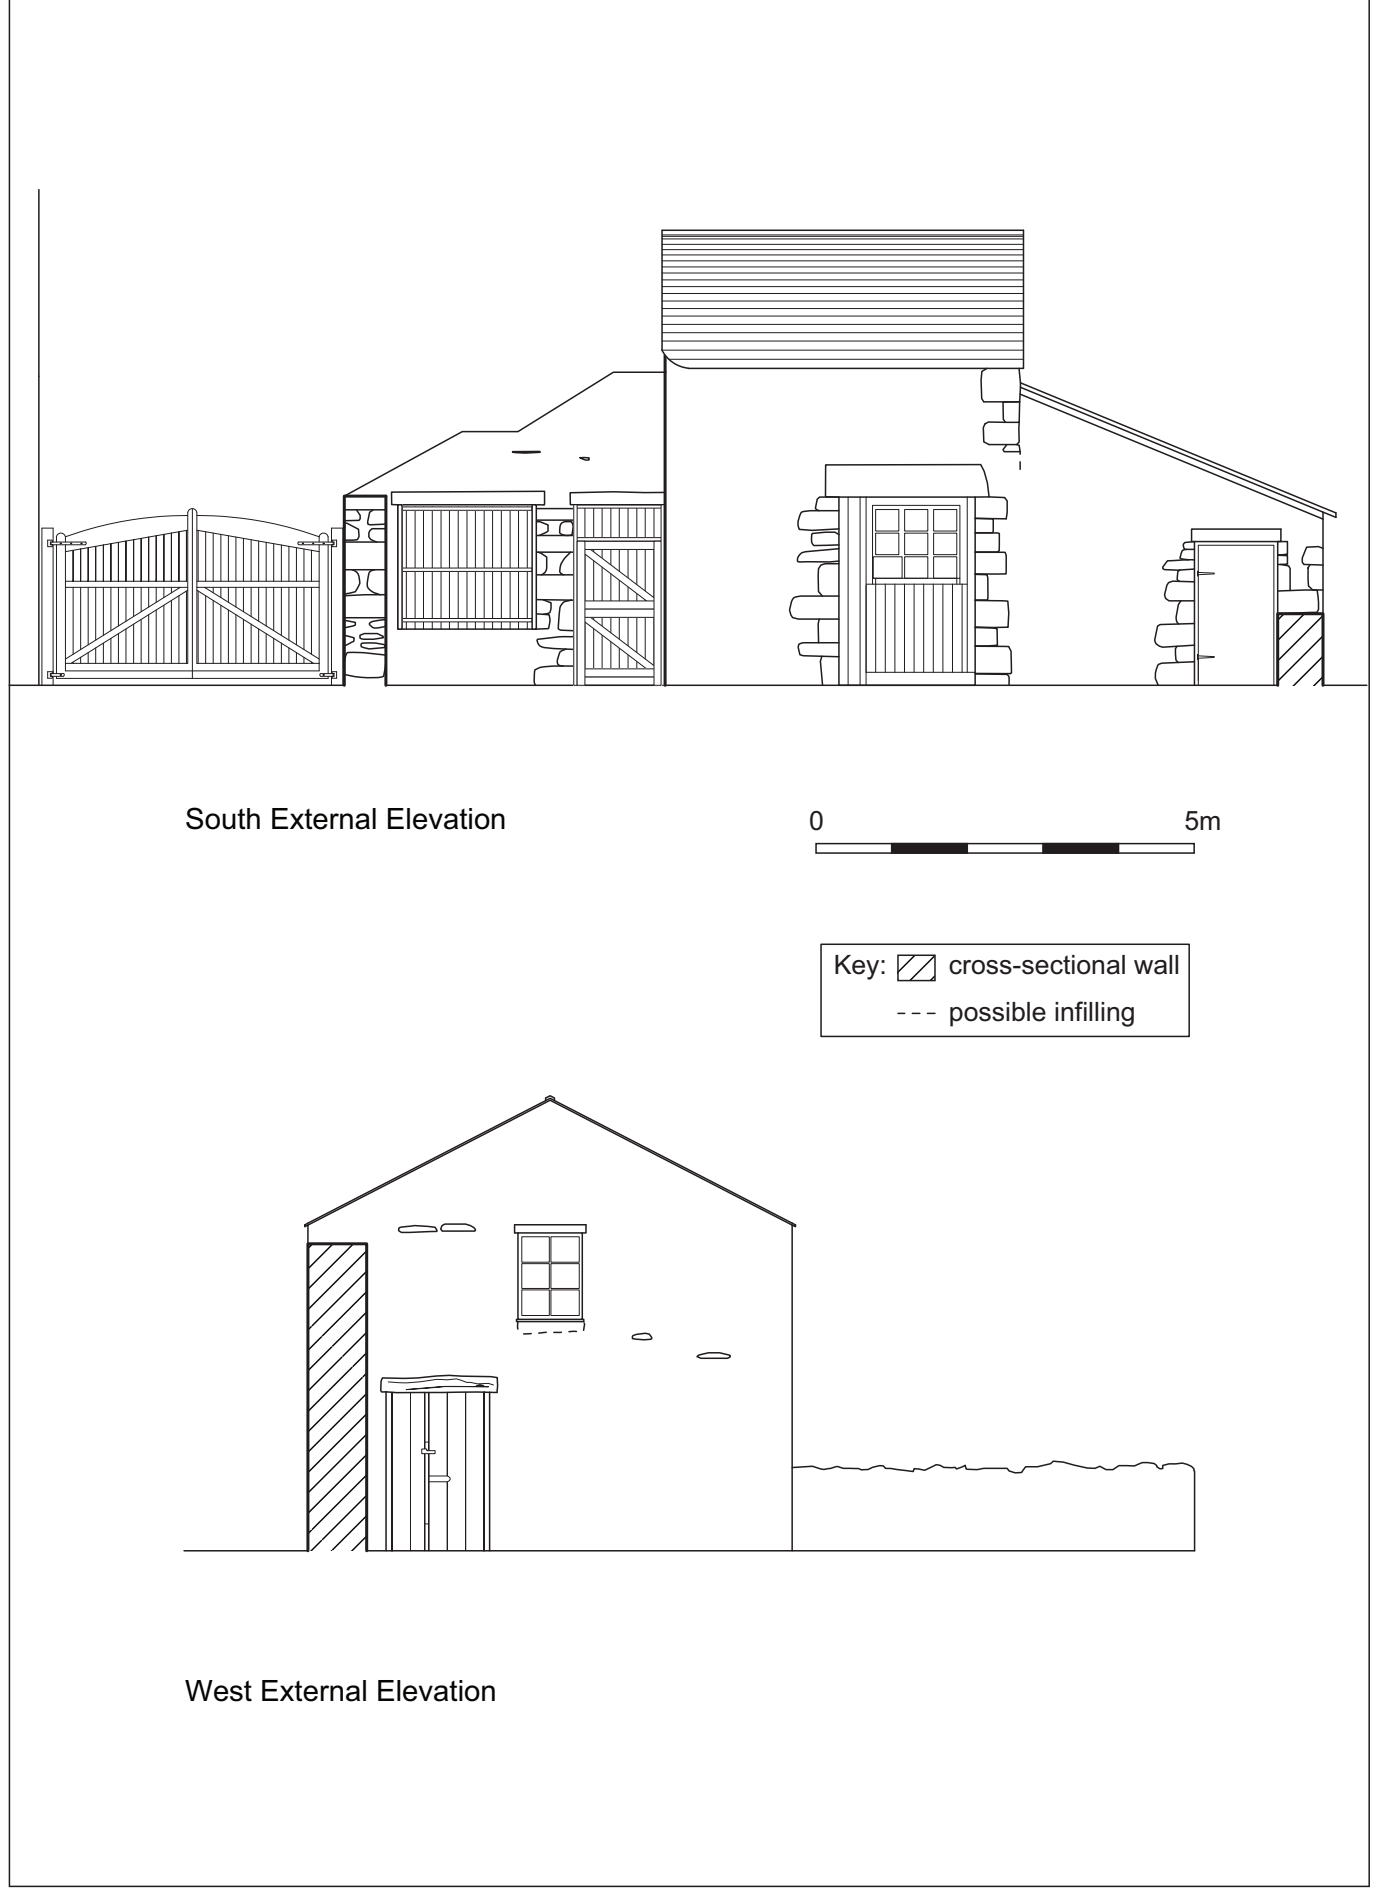 South External Elevation
0 5m
Key: cross-sectional wall
possible infilling
West External Elevation